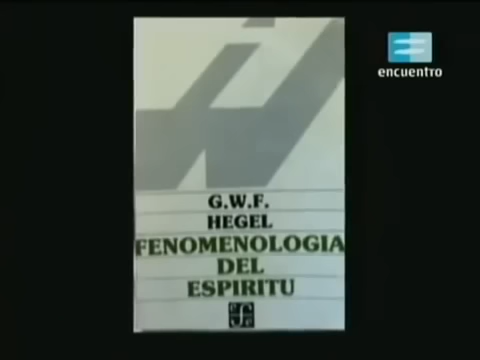 encuentro
G.W.F.
HEGEL
FENOMENOLOGIA
DEL
ESPIRITU